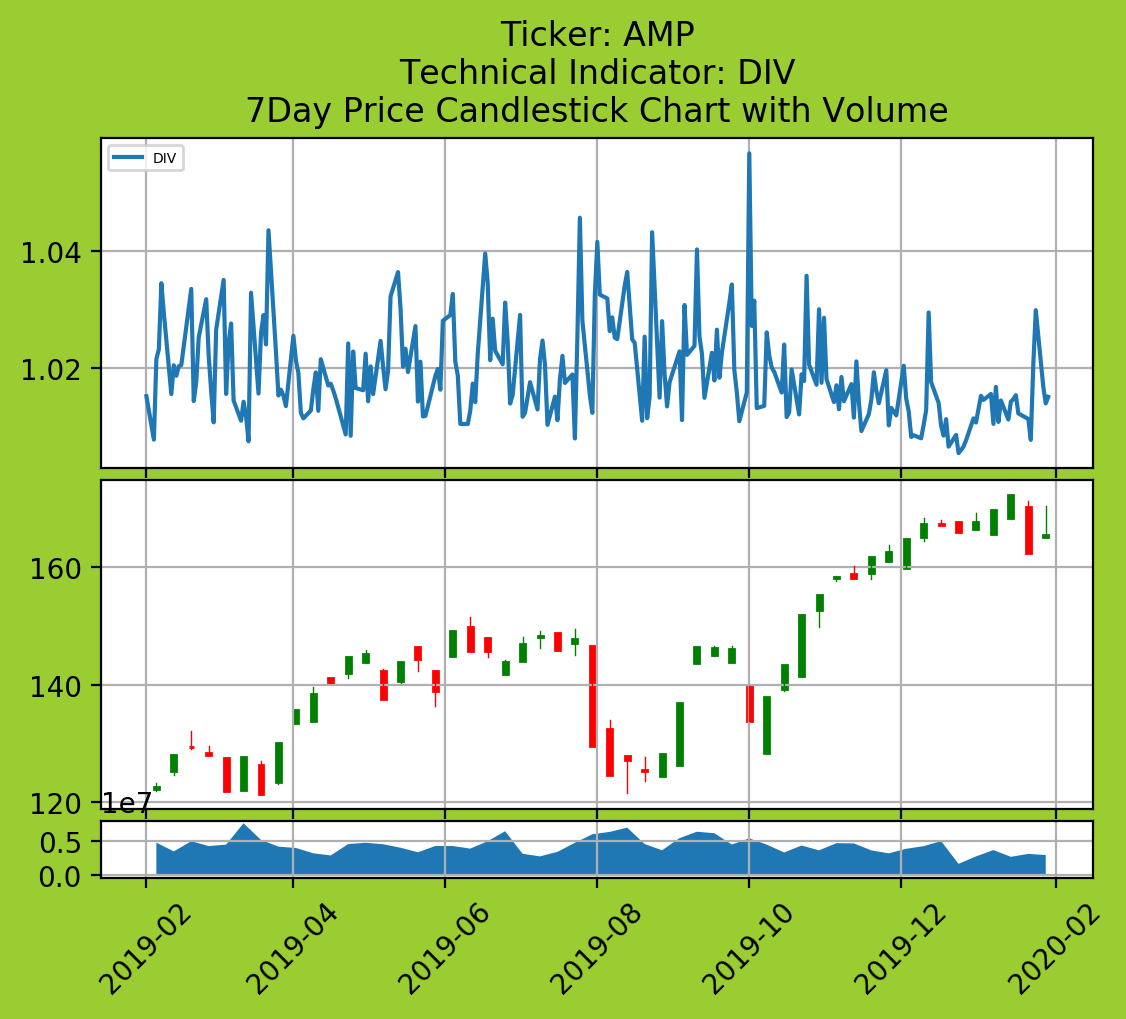 Ticker: AMP
Technical Indicator: DIV
7Day Price Candlestick Chart with Volume
DIV
1.04
1.02
160
140
120
1e7
0.5
0.0
2019-02
2019-04
2019-06
2019-08
2019-10
2019-12
2020-02